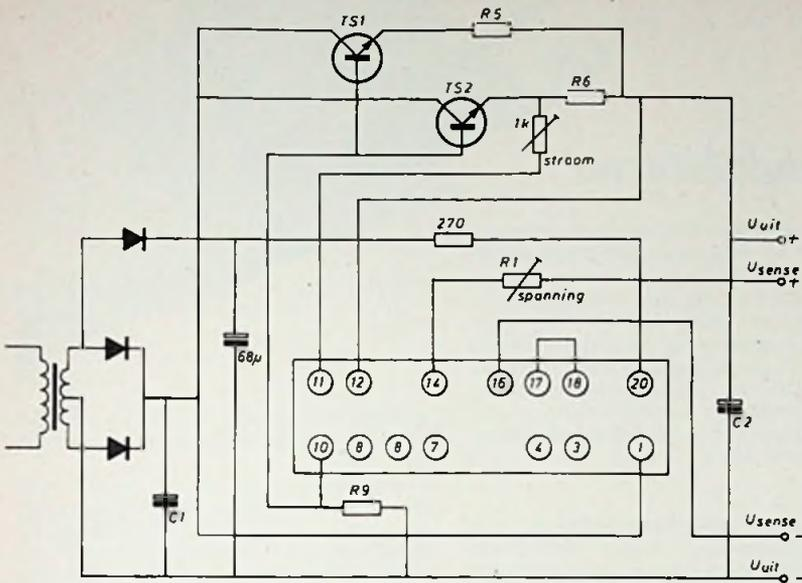 TS1
R5
TS2
R6
1k
stroom
270
Uuit +
R1
Usense +
spanning
68μ
11 12 14 16 17 18 20
C2
10 8 8 7 4 3 1
R9
C1
Usense -
Uuit -